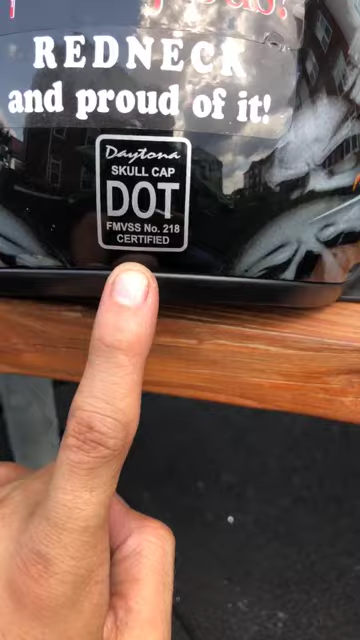 REDNECK
and proud of it!
Daytona
SKULL CAP
DOT
FMVSS No. 218
CERTIFIED